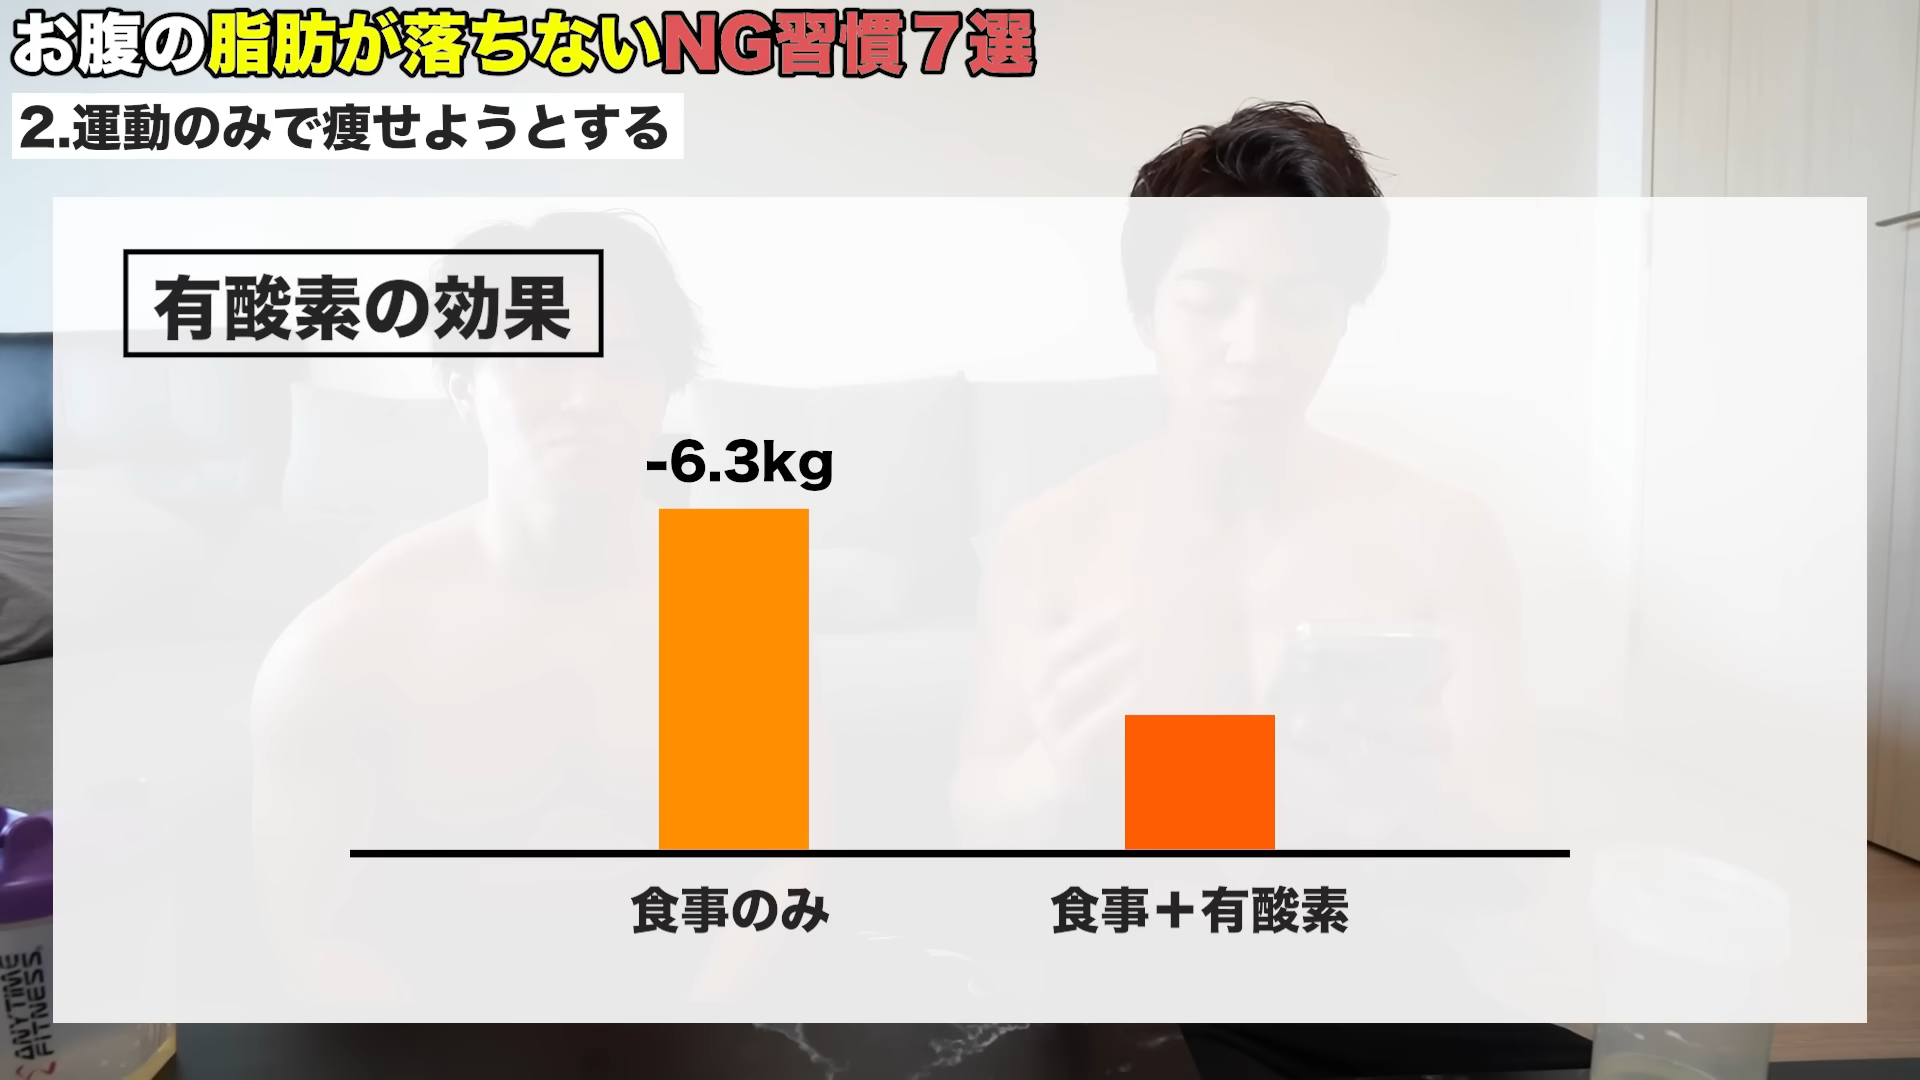 お腹の脂肪が落ちないNG習慣７選
2.運動のみで痩せようとする
有酸素の効果
-6.3kg
食事のみ
食事＋有酸素
ANYTIME
FITNESS